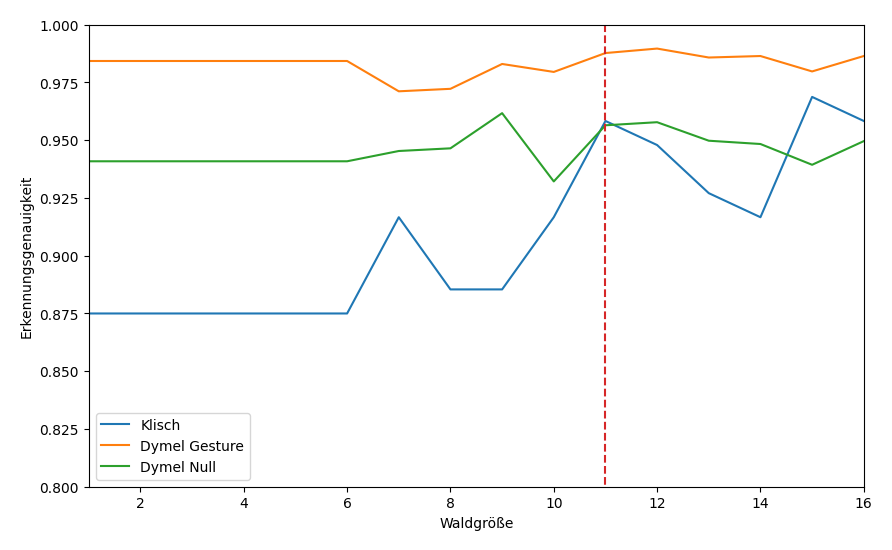 1.000
0.975
0.950
0.925
0.900
0.875
0.850
0.825
0.800
Erkennungsgenauigkeit
Klisch
Dymel Gesture
Dymel Null
2 4 6 8 10 12 14 16
Waldgröße